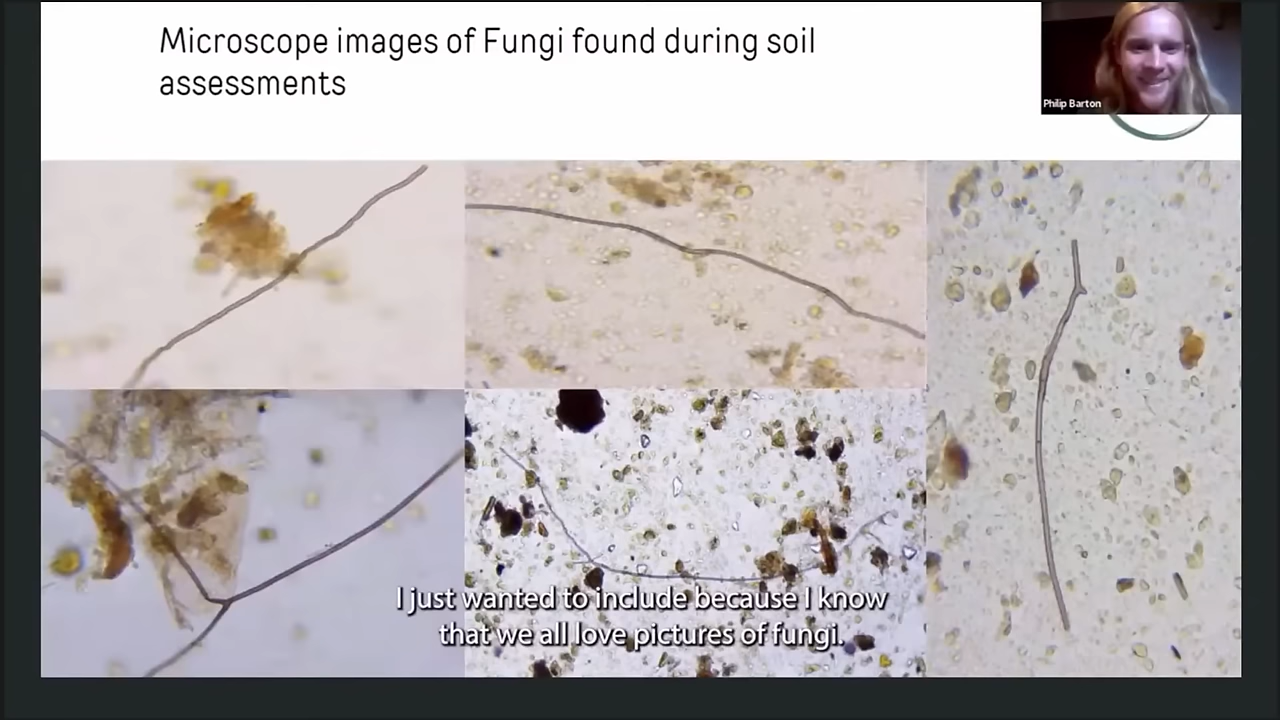 Microscope images of Fungi found during soil
assessments
Philip Barton
I just wanted to include because I know
that we all love pictures of fungi.